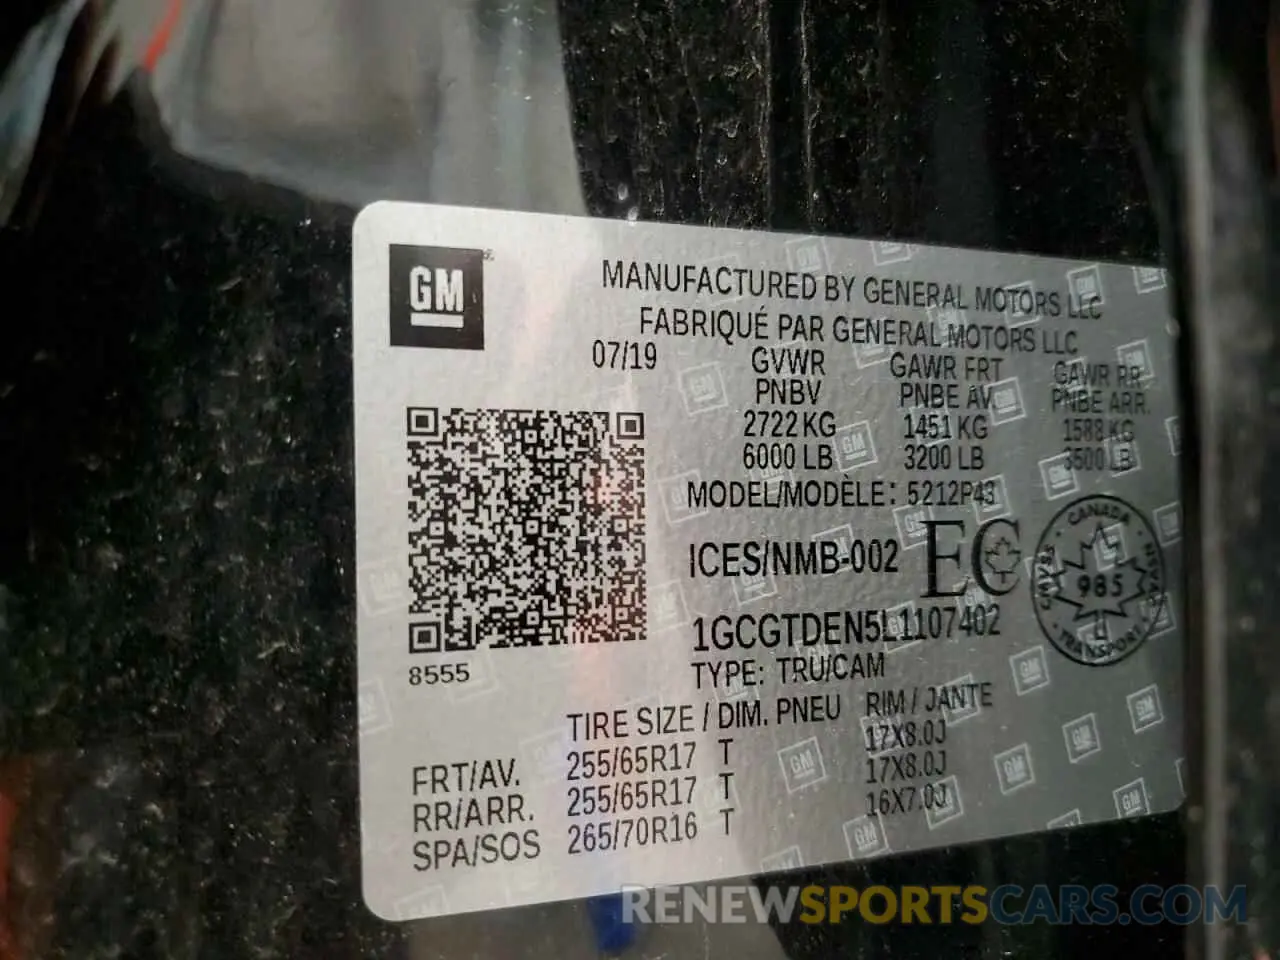 GM
MANUFACTURED BY GENERAL MOTORS LLC
FABRIQUÉ PAR GENERAL MOTORS LLC
07/19 GVWR GAWR FRT GAWR RR
PNBV PNBE AV. PNBE ARR.
2722 KG 1451 KG 1588 KG
6000 LB 3200 LB 3500 LB
MODEL/MODÈLE: 5212P43
ICES/NMB-002 EC
CANADA
985
TRANSPORT
1GCGTDEN5L1107402
8555
TYPE: TRU/CAM
TIRE SIZE / DIM. PNEU RIM / JANTE
FRT/AV. 255/65R17 T 17X8.0J
RR/ARR. 255/65R17 T 17X8.0J
SPA/SOS 265/70R16 T 16X7.0J
RENEWSPORTSCARS.COM